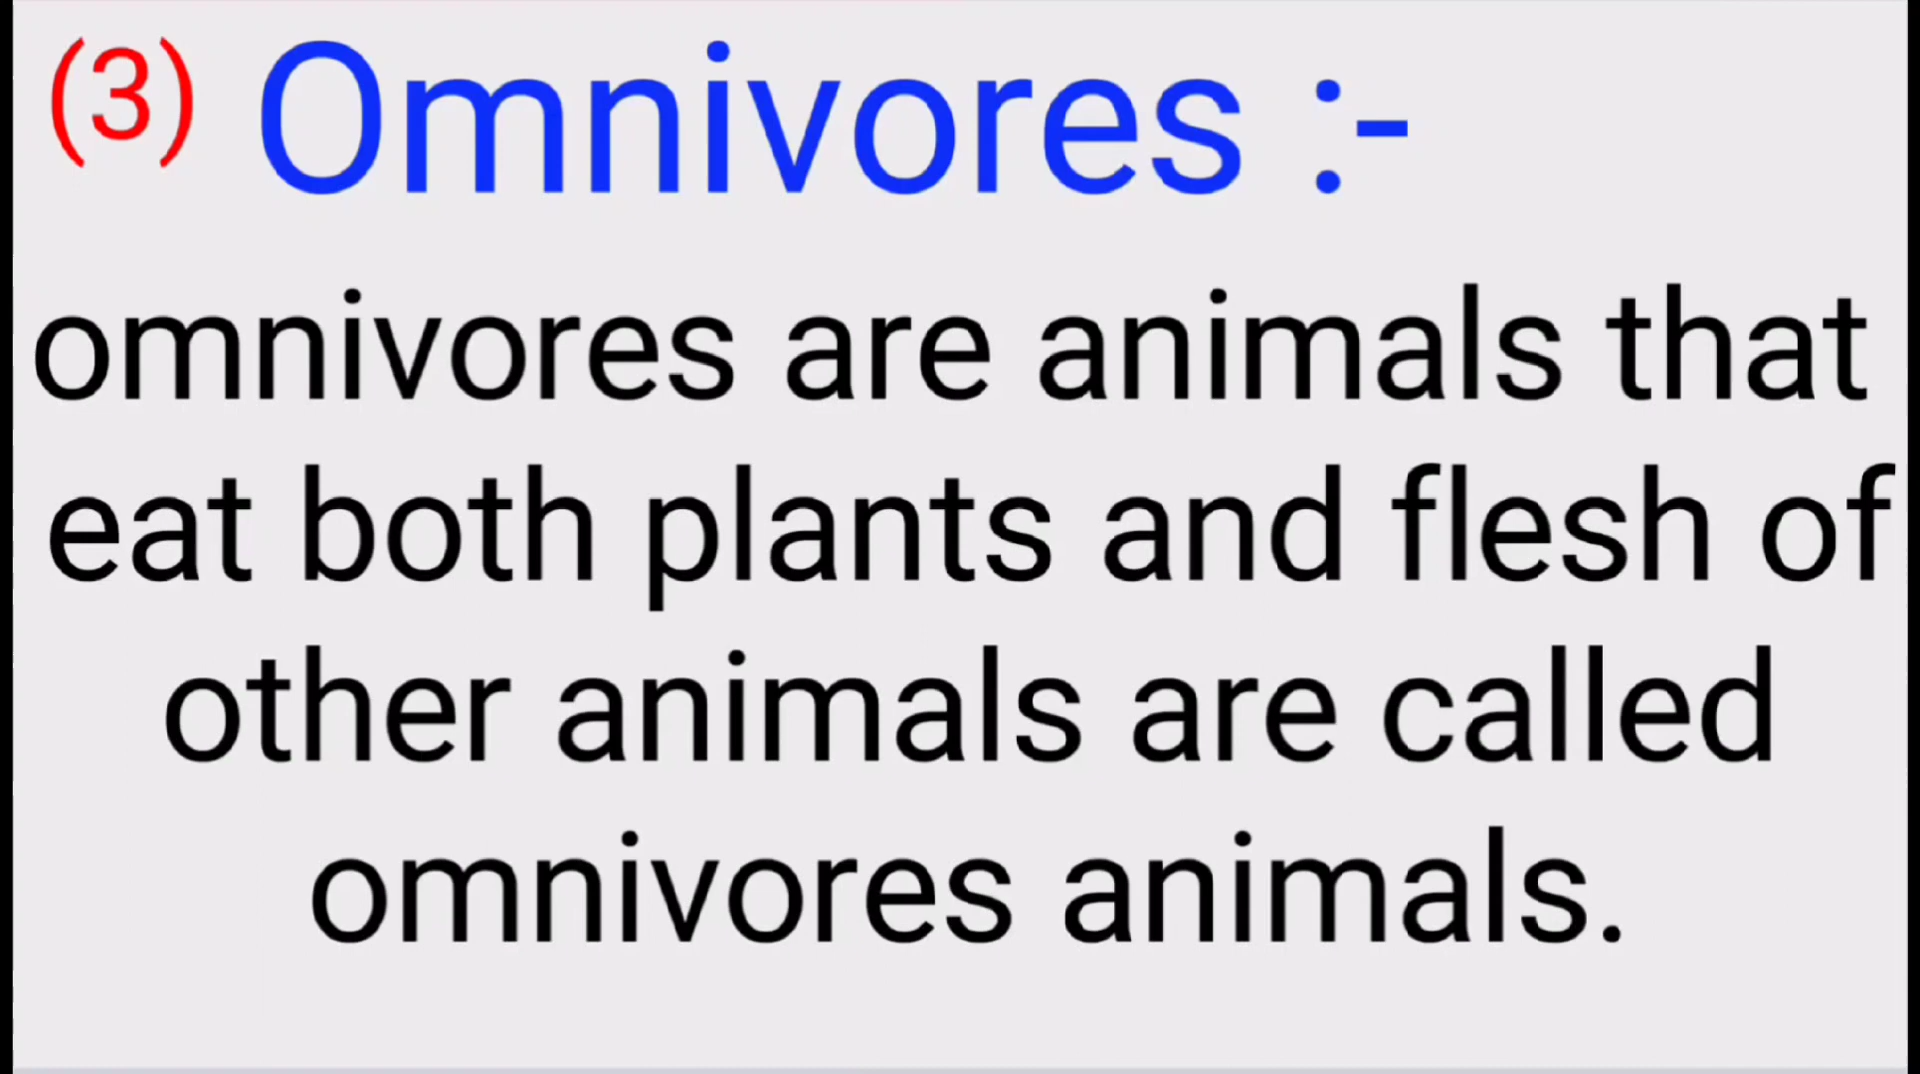 (3) Omnivores :-
omnivores are animals that
eat both plants and flesh of
other animals are called
omnivores animals.